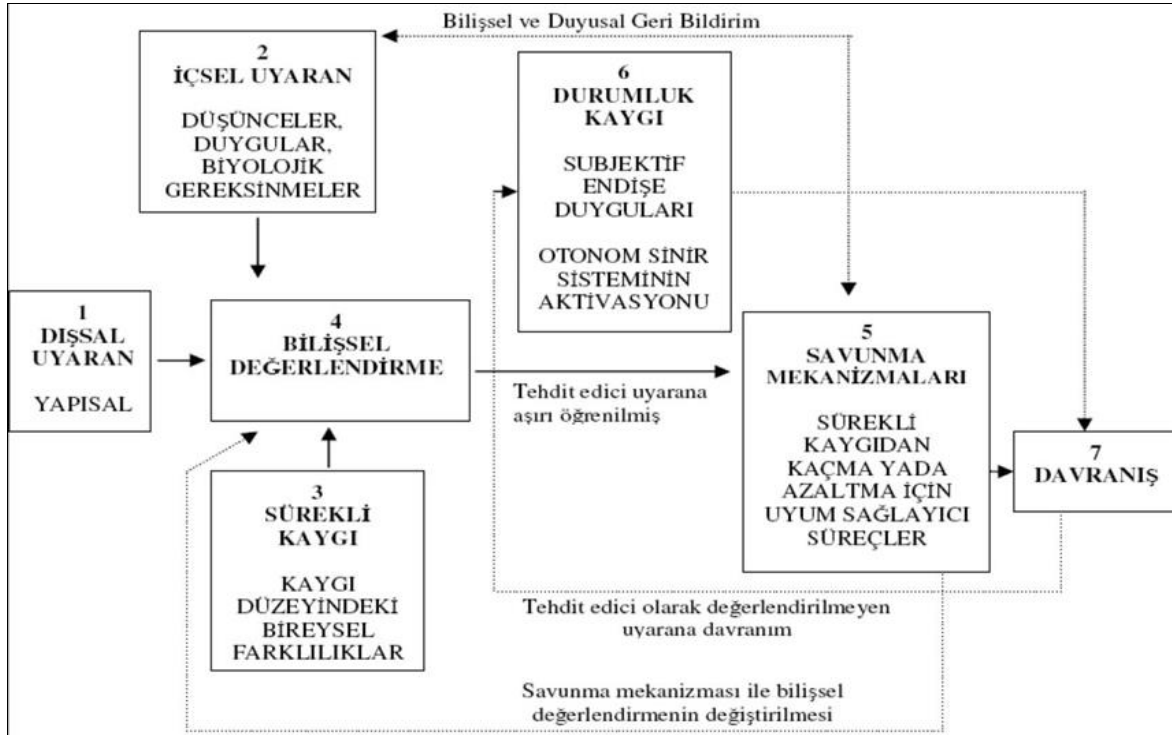 Bilişsel ve Duyusal Geri Bildirim
2
İÇSEL UYARAN
DÜŞÜNCELER,
DUYGULAR,
BİYOLOJİK
GEREKSİNMELER
6
DURUMLUK
KAYGI
SUBJEKTİF
ENDİŞE
DUYGULARI
OTONOM SİNİR
SİSTEMİNİN
AKTİVASYONU
1
DIŞSAL
UYARAN
YAPISAL
4
BİLİŞSEL
DEĞERLENDİRME
Tehdit edici uyarana
aşırı öğrenilmiş
5
SAVUNMA
MEKANİZMALARI
SÜREKLİ
KAYGIDAN
KAÇMA YADA
AZALTMA İÇİN
UYUM SAĞLAYICI
SÜREÇLER
7
DAVRANIŞ
3
SÜREKLİ
KAYGI
KAYGI
DÜZEYİNDEKİ
BİREYSEL
FARKLILIKLAR
Tehdit edici olarak değerlendirilmeyen
uyarana davranım
Savunma mekanizması ile bilişsel
değerlendirmenin değiştirilmesi